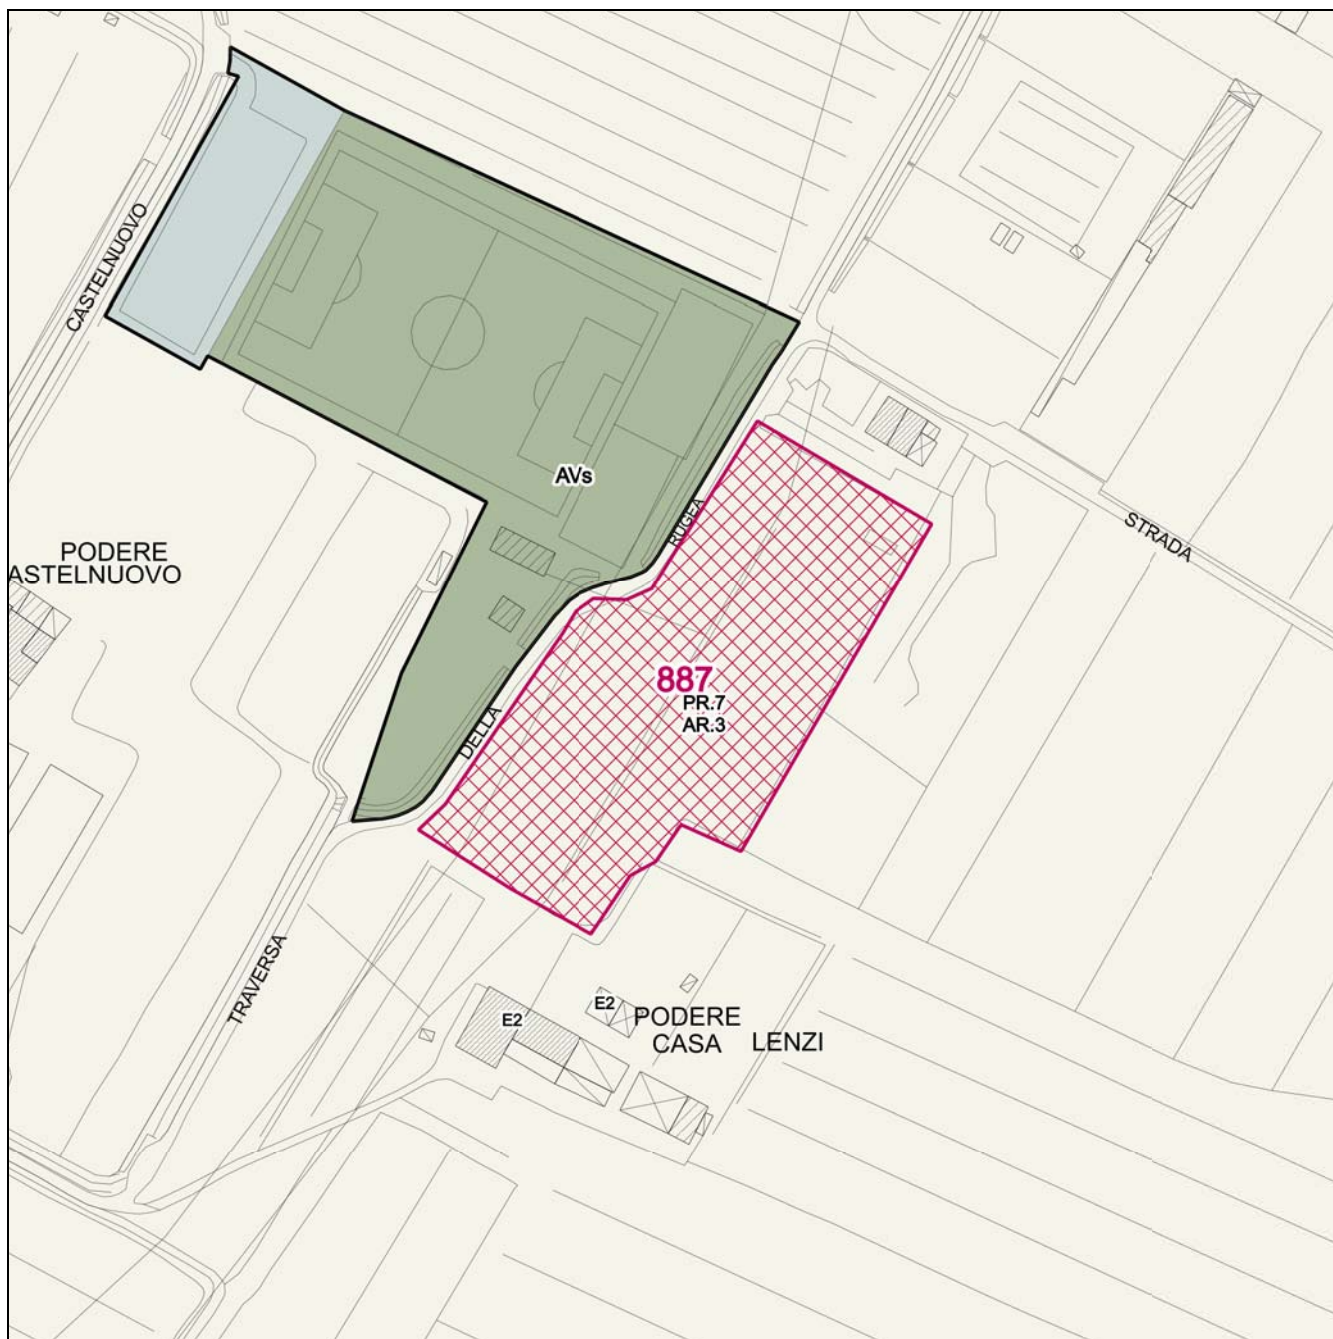 CASTELNUOVO
AVs
RUGEA
STRADA
PODERE
ASTELNUOVO
887
PR.7
AR.3
DELLA
TRAVERSA
E2
E2
PODERE
CASA LENZI